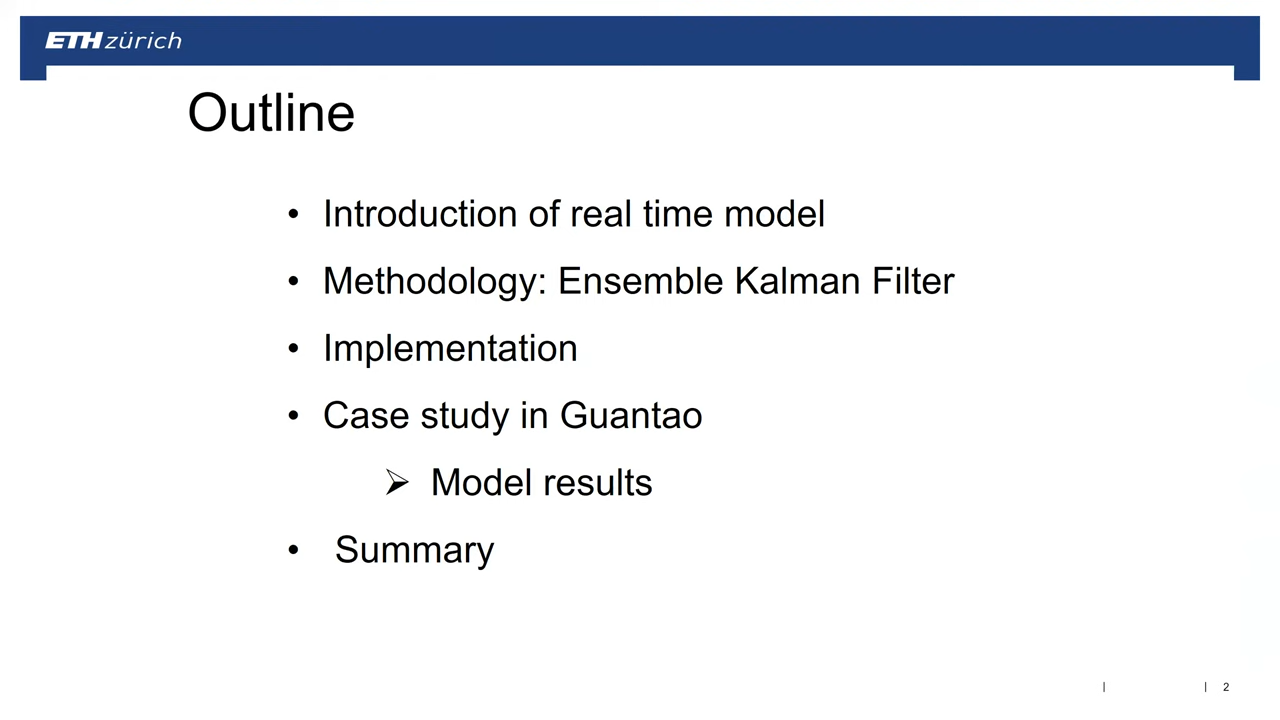 ETH zürich
Outline
• Introduction of real time model
• Methodology: Ensemble Kalman Filter
• Implementation
• Case study in Guantao
➢ Model results
• Summary
| | 2